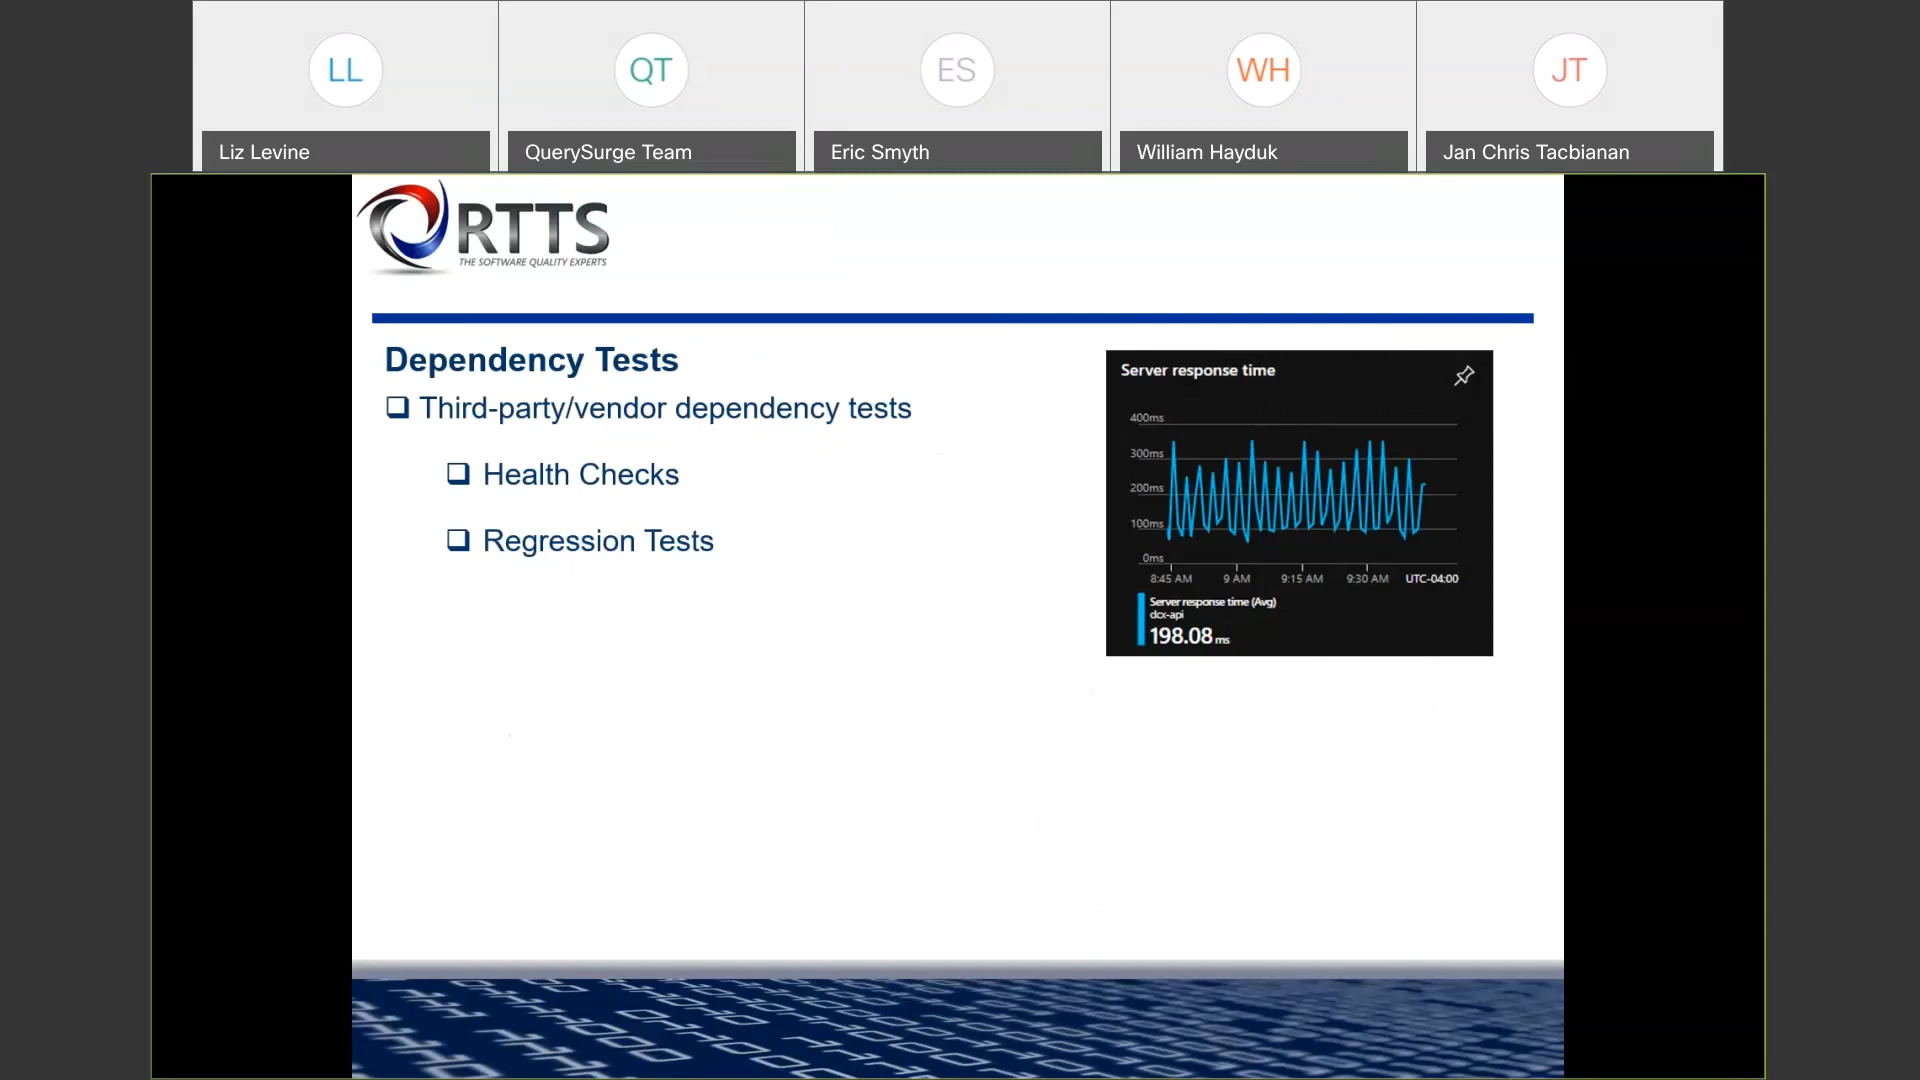 LL
QT
ES
WH
JT
Liz Levine
QuerySurge Team
Eric Smyth
William Hayduk
Jan Chris Tacbianan
RTTS
THE SOFTWARE QUALITY EXPERTS
Dependency Tests
Third-party/vendor dependency tests
Health Checks
Regression Tests
Server response time
400ms
300ms
200ms
100ms
0ms
8:45 AM 9 AM 9:15 AM 9:30 AM UTC-04:00
Server response time (Avg)
dcx-api
198.08 ms